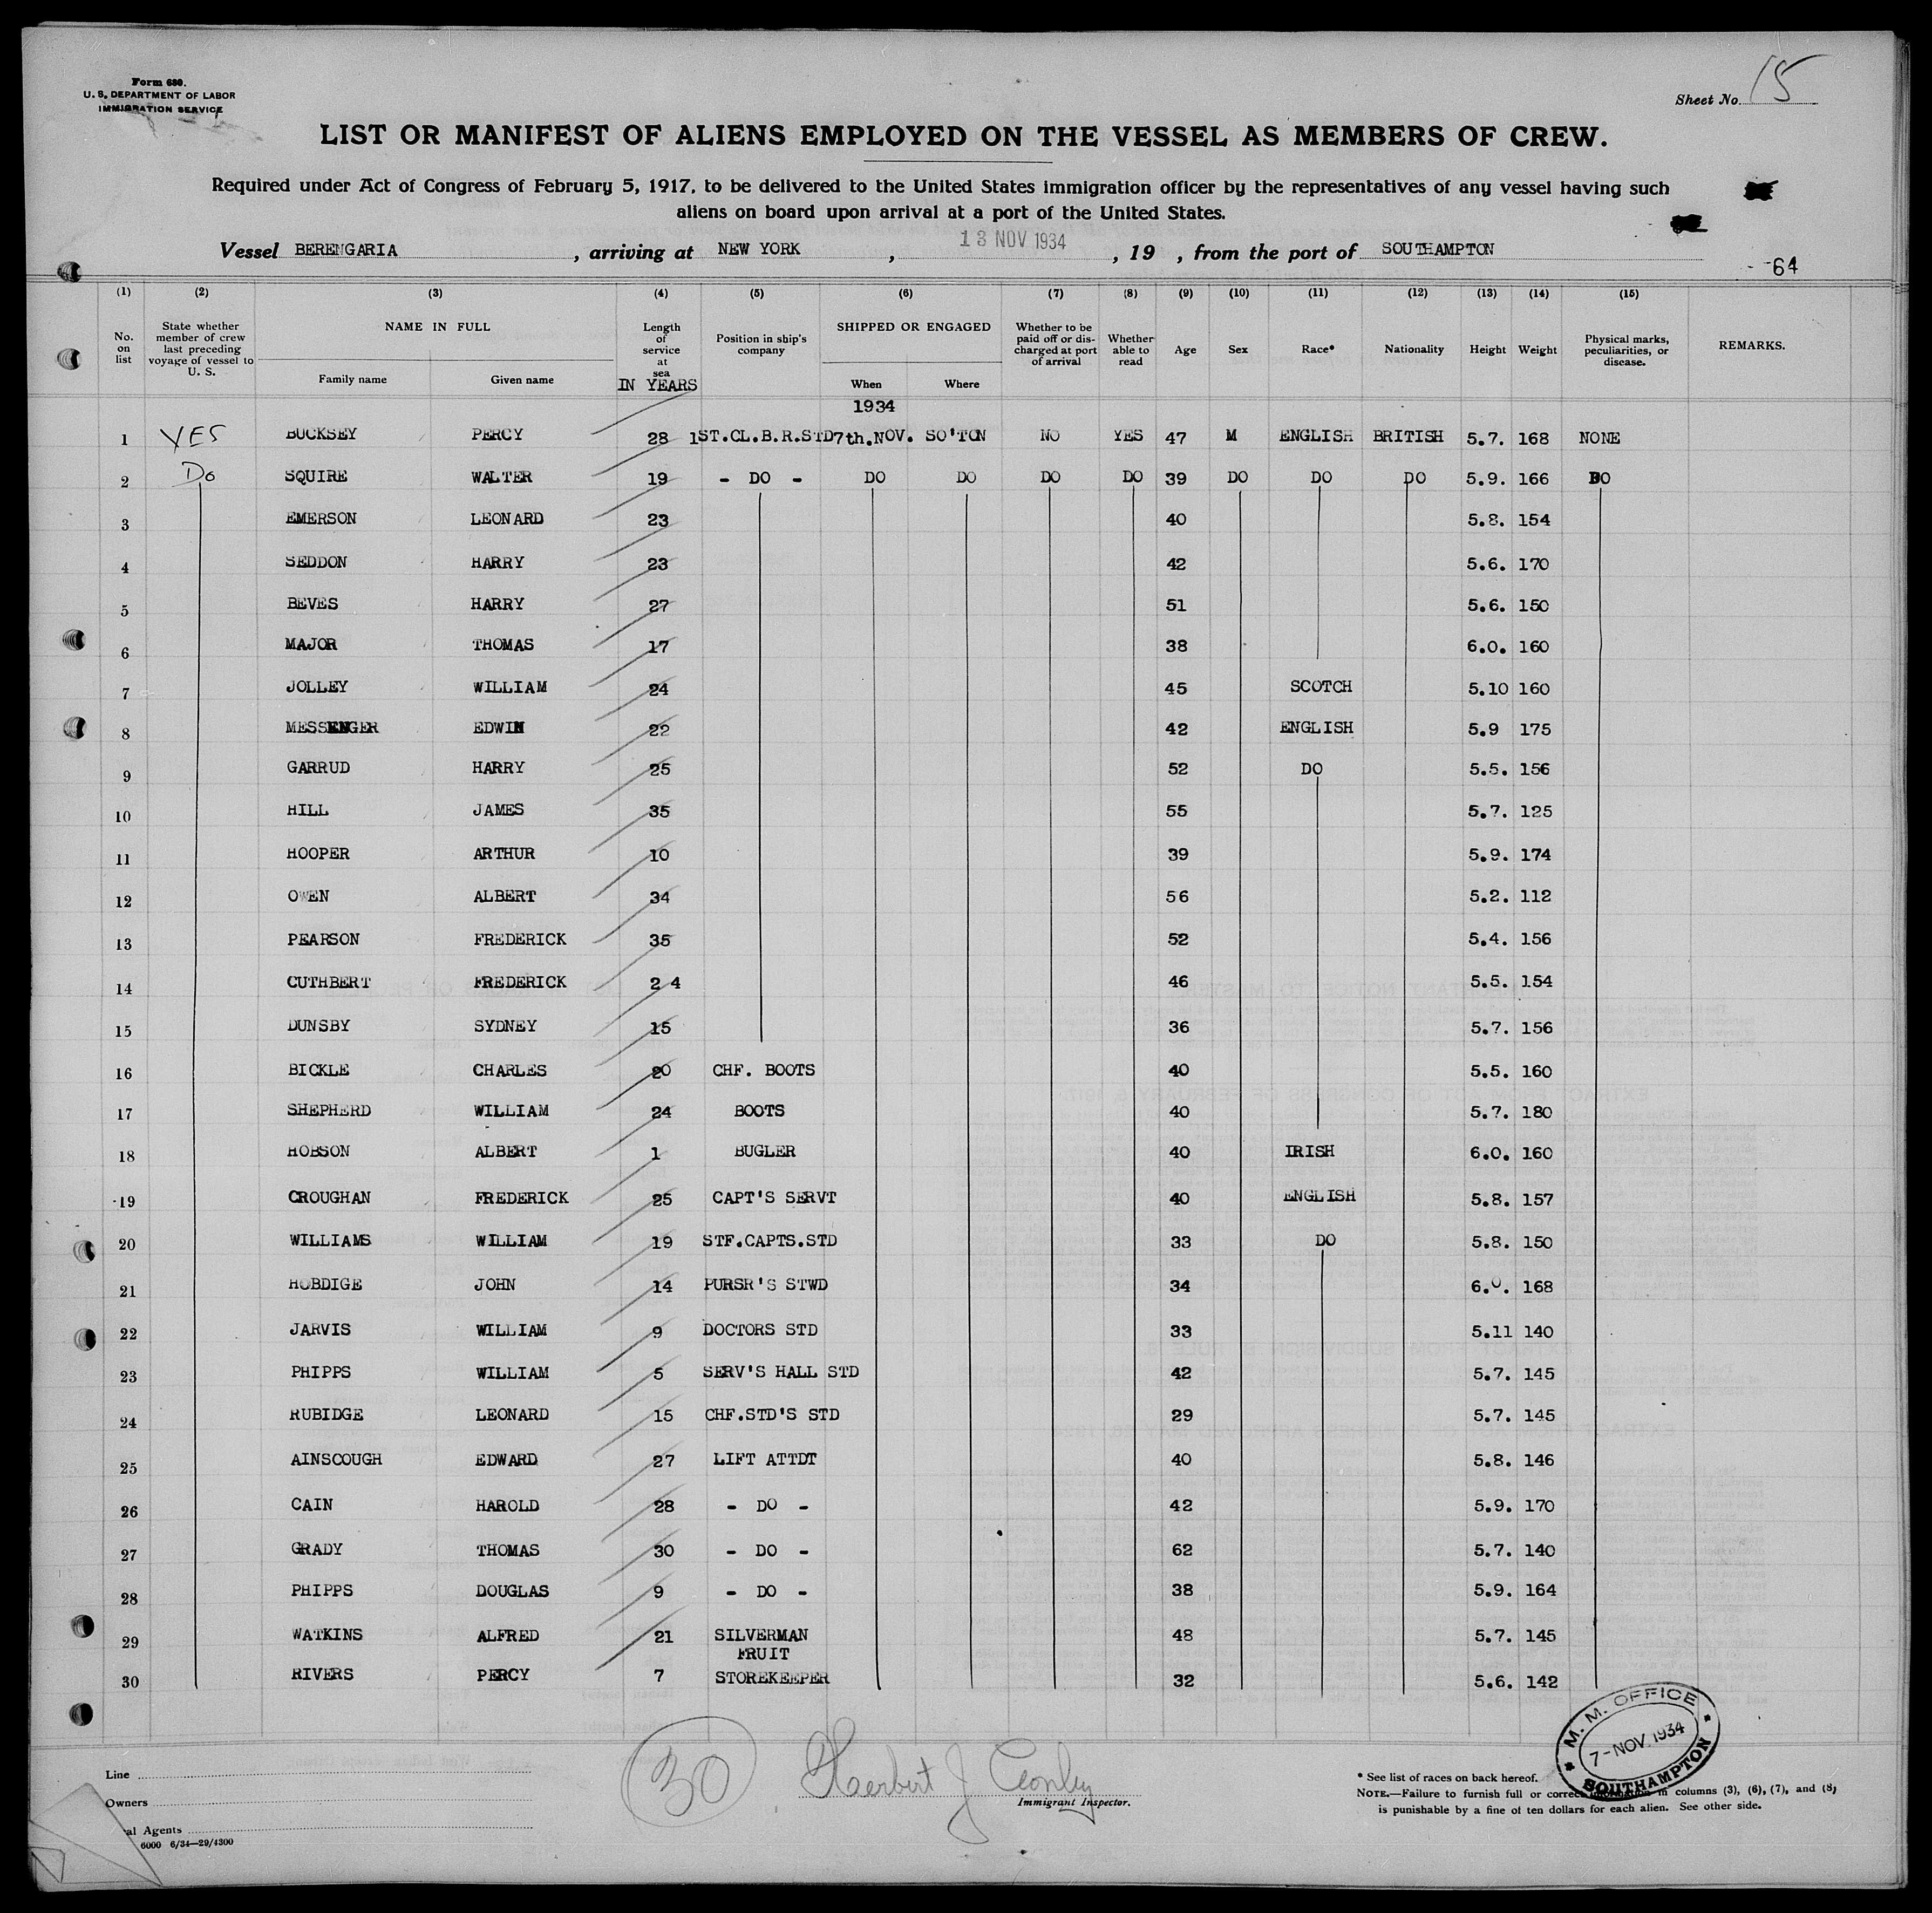 Form 680.
U. S. DEPARTMENT OF LABOR
IMMIGRATION SERVICE
Sheet No. 15
LIST OR MANIFEST OF ALIENS EMPLOYED ON THE VESSEL AS MEMBERS OF CREW.
Required under Act of Congress of February 5, 1917, to be delivered to the United States immigration officer by the representatives of any vessel having such
aliens on board upon arrival at a port of the United States.
Vessel BERENGARIA , arriving at NEW YORK , 13 NOV 1934 , 19 , from the port of SOUTHAMPTON
-64
(1) (2) (3) (4) (5) (6) (7) (8) (9) (10) (11) (12) (13) (14) (15)
No. on list State whether member of crew last preceding voyage of vessel to U. S. NAME IN FULL Family name Given name Length of service at sea IN YEARS Position in ship's company SHIPPED OR ENGAGED When Where Whether to be paid off or discharged at port of arrival Whether able to read Age Sex Race* Nationality Height Weight Physical marks, peculiarities, or disease. REMARKS.
1934
1 YES BUCKSEY PERCY 28 1ST.CL.B.R.STD 7th.NOV. SO'TON NO YES 47 M ENGLISH BRITISH 5.7. 168 NONE
2 Do SQUIRE WALTER 19 - DO - DO DO DO DO 39 DO DO DO 5.9. 166 DO
3 EMERSON LEONARD 23 40 5.8. 154
4 SEDDON HARRY 23 42 5.6. 170
5 BEVES HARRY 27 51 5.6. 150
6 MAJOR THOMAS 17 38 6.0. 160
7 JOLLEY WILLIAM 24 45 SCOTCH 5.10 160
8 MESSENGER EDWIN 22 42 ENGLISH 5.9 175
9 GARRUD HARRY 25 52 DO 5.5. 156
10 HILL JAMES 35 55 5.7. 125
11 HOOPER ARTHUR 10 39 5.9. 174
12 OWEN ALBERT 34 56 5.2. 112
13 PEARSON FREDERICK 35 52 5.4. 156
14 CUTHBERT FREDERICK 2 4 46 5.5. 154
15 DUNSBY SYDNEY 15 36 5.7. 156
16 BICKLE CHARLES 20 CHF. BOOTS 40 5.5. 160
17 SHEPHERD WILLIAM 24 BOOTS 40 5.7. 180
18 HOBSON ALBERT 1 BUGLER 40 IRISH 6.0. 160
19 CROUGHAN FREDERICK 25 CAPT'S SERVT 40 ENGLISH 5.8. 157
20 WILLIAMS WILLIAM 19 STF.CAPTS.STD 33 DO 5.8. 150
21 HOBDIGE JOHN 14 PURSR'S STWD 34 6.0. 168
22 JARVIS WILLIAM 9 DOCTORS STD 33 5.11 140
23 PHIPPS WILLIAM 5 SERV'S HALL STD 42 5.7. 145
24 RUBIDGE LEONARD 15 CHF.STD'S STD 29 5.7. 145
25 AINSCOUGH EDWARD 27 LIFT ATTDT 40 5.8. 146
26 CAIN HAROLD 28 - DO - 42 5.9. 170
27 GRADY THOMAS 30 - DO - 62 5.7. 140
28 PHIPPS DOUGLAS 9 - DO - 38 5.9. 164
29 WATKINS ALFRED 21 SILVERMAN 48 5.7. 145
30 RIVERS PERCY 7 FRUIT STOREKEEPER 32 5.6. 142
M. M. OFFICE
7-NOV 1934
SOUTHAMPTON
30
Herbert J Conley
Immigrant Inspector.
Line
Owners
al Agents
6000 6/34—29/4300
* See list of races on back hereof.
NOTE.—Failure to furnish full or correct information in columns (3), (6), (7), and (8)
is punishable by a fine of ten dollars for each alien. See other side.